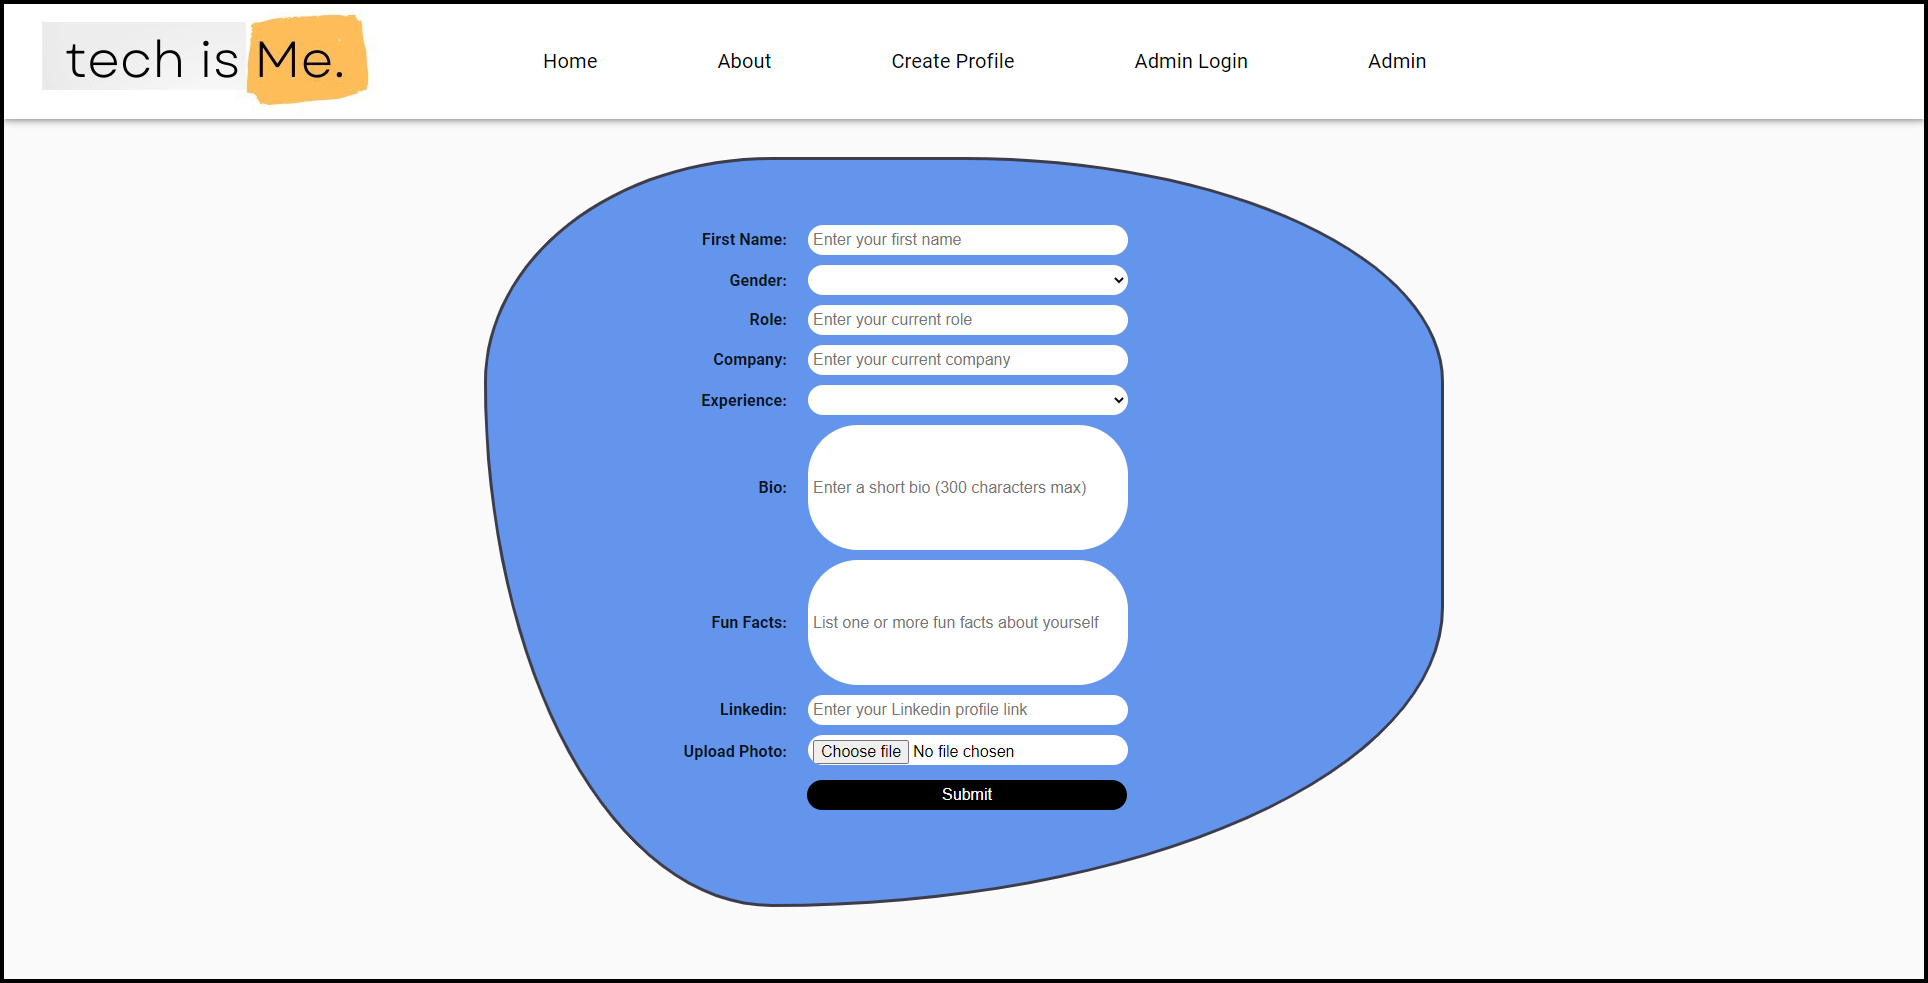 tech is Me.
Home About Create Profile Admin Login Admin
First Name: Enter your first name
Gender:
Role: Enter your current role
Company: Enter your current company
Experience:
Bio: Enter a short bio (300 characters max)
Fun Facts: List one or more fun facts about yourself
Linkedin: Enter your Linkedin profile link
Upload Photo: Choose file No file chosen
Submit